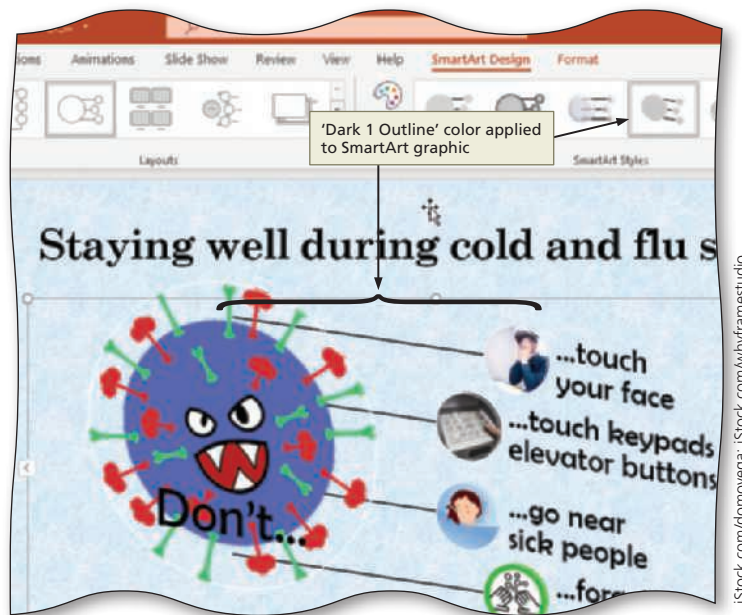 Animations Slide Show Review View Help SmartArt Design Format
'Dark 1 Outline' color applied
to SmartArt graphic
Layouts
SmartArt Styles
Staying well during cold and flu s
Don't...
...touch
your face
...touch keypads
elevator buttons
...go near
sick people
iStock.com/domoyega; iStock.com/whyframestudio